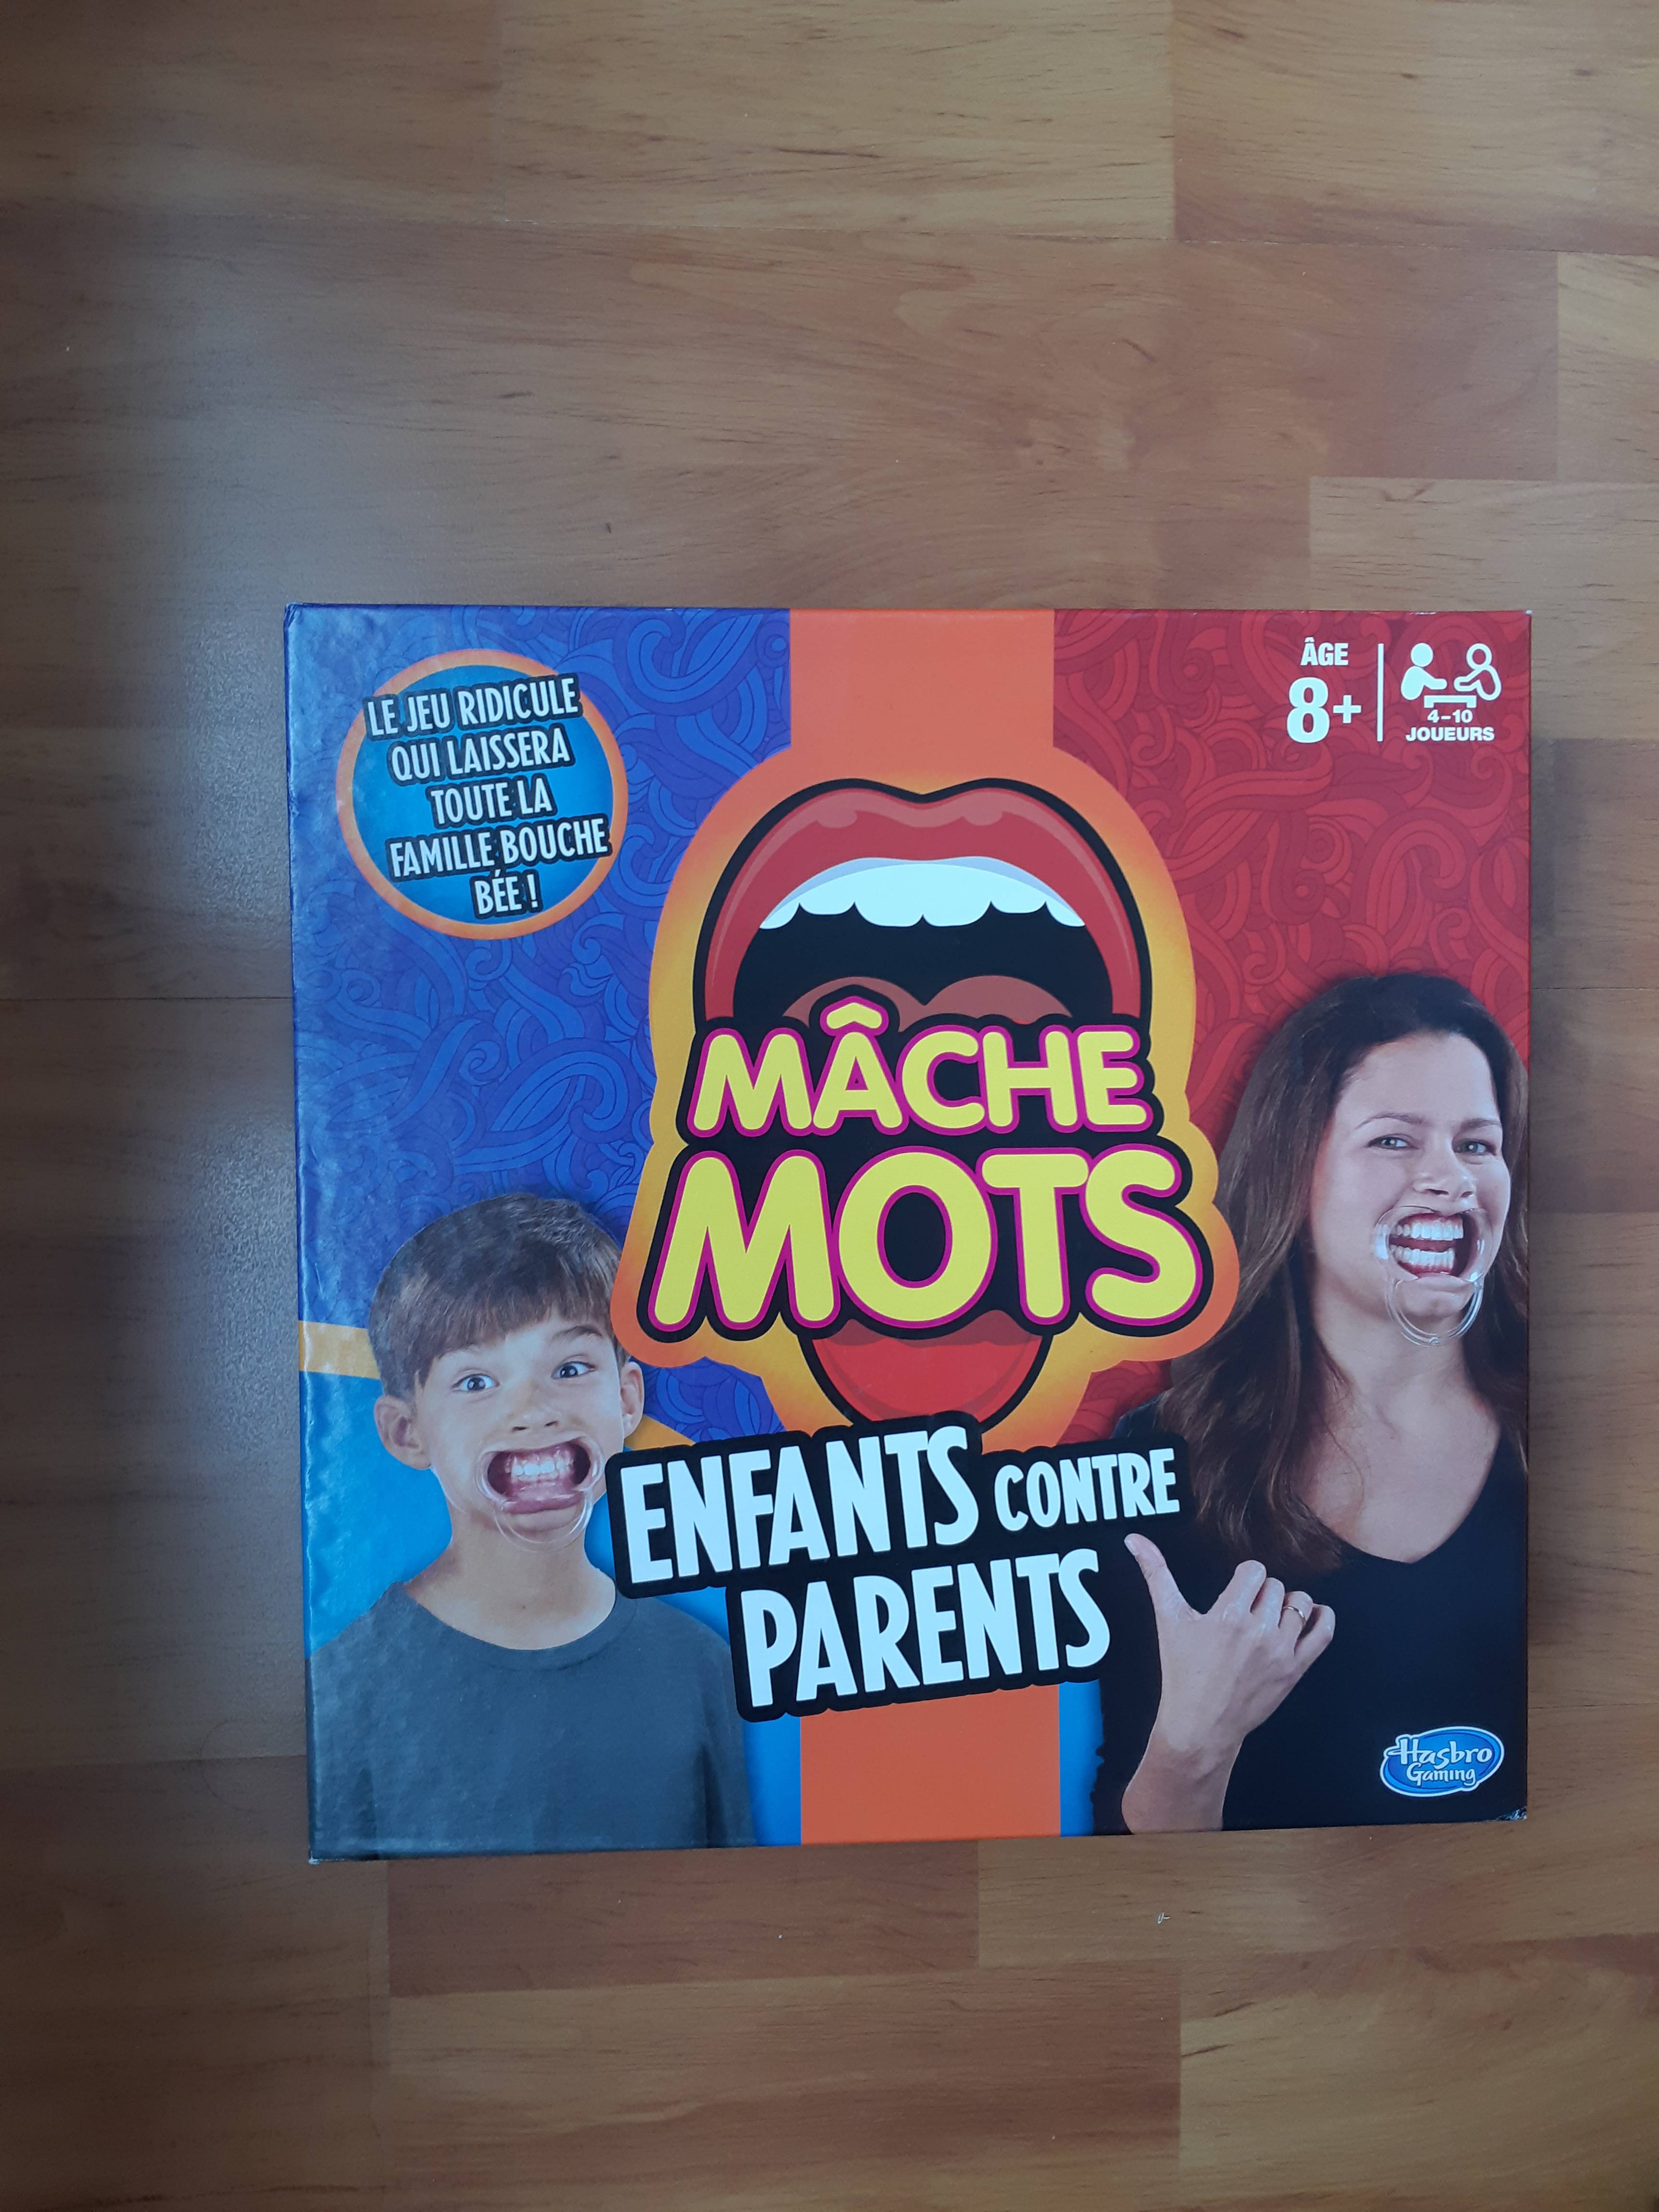 LE JEU RIDICULE
QUI LAISSERA
TOUTE LA
FAMILLE BOUCHE
BÉE !
ÂGE
8+
4-10
JOUEURS
MÂCHE
MOTS
ENFANTS CONTRE
PARENTS
Hasbro
Gaming